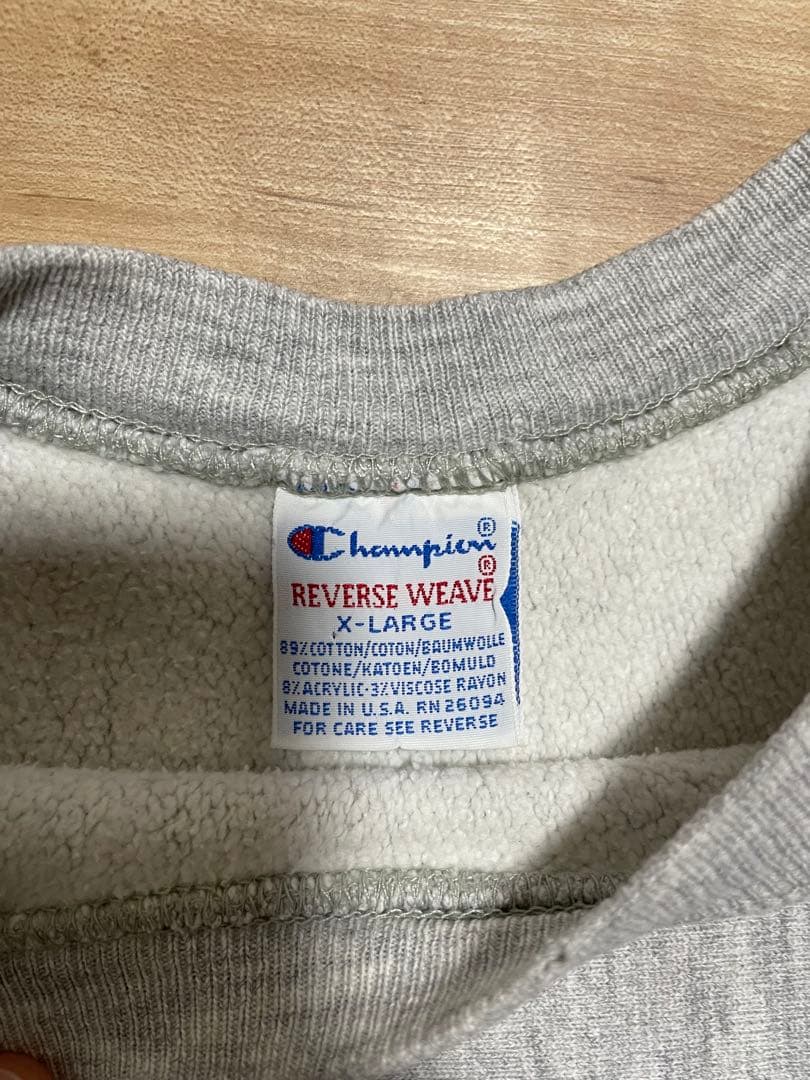 Champion®
REVERSE WEAVE®
X-LARGE
89% COTTON/COTON/BAUMWOLLE
COTONE/KATOEN/BOMULD
8% ACRYLIC·3% VISCOSE RAYON
MADE IN U.S.A. RN 26094
FOR CARE SEE REVERSE